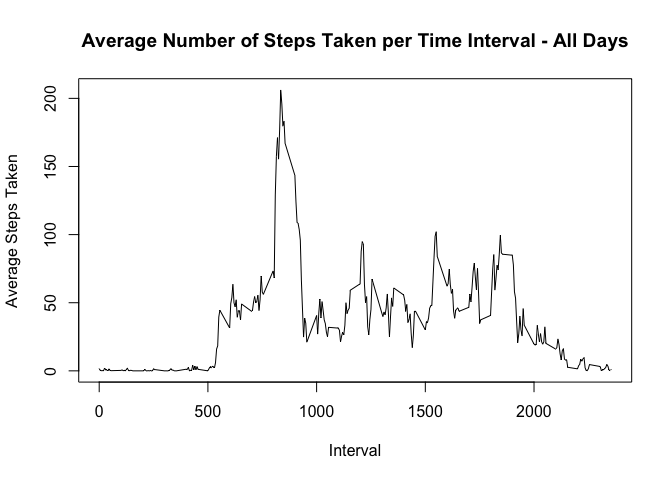 Average Number of Steps Taken per Time Interval - All Days
Average Steps Taken
200
150
100
50
0
0 500 1000 1500 2000
Interval